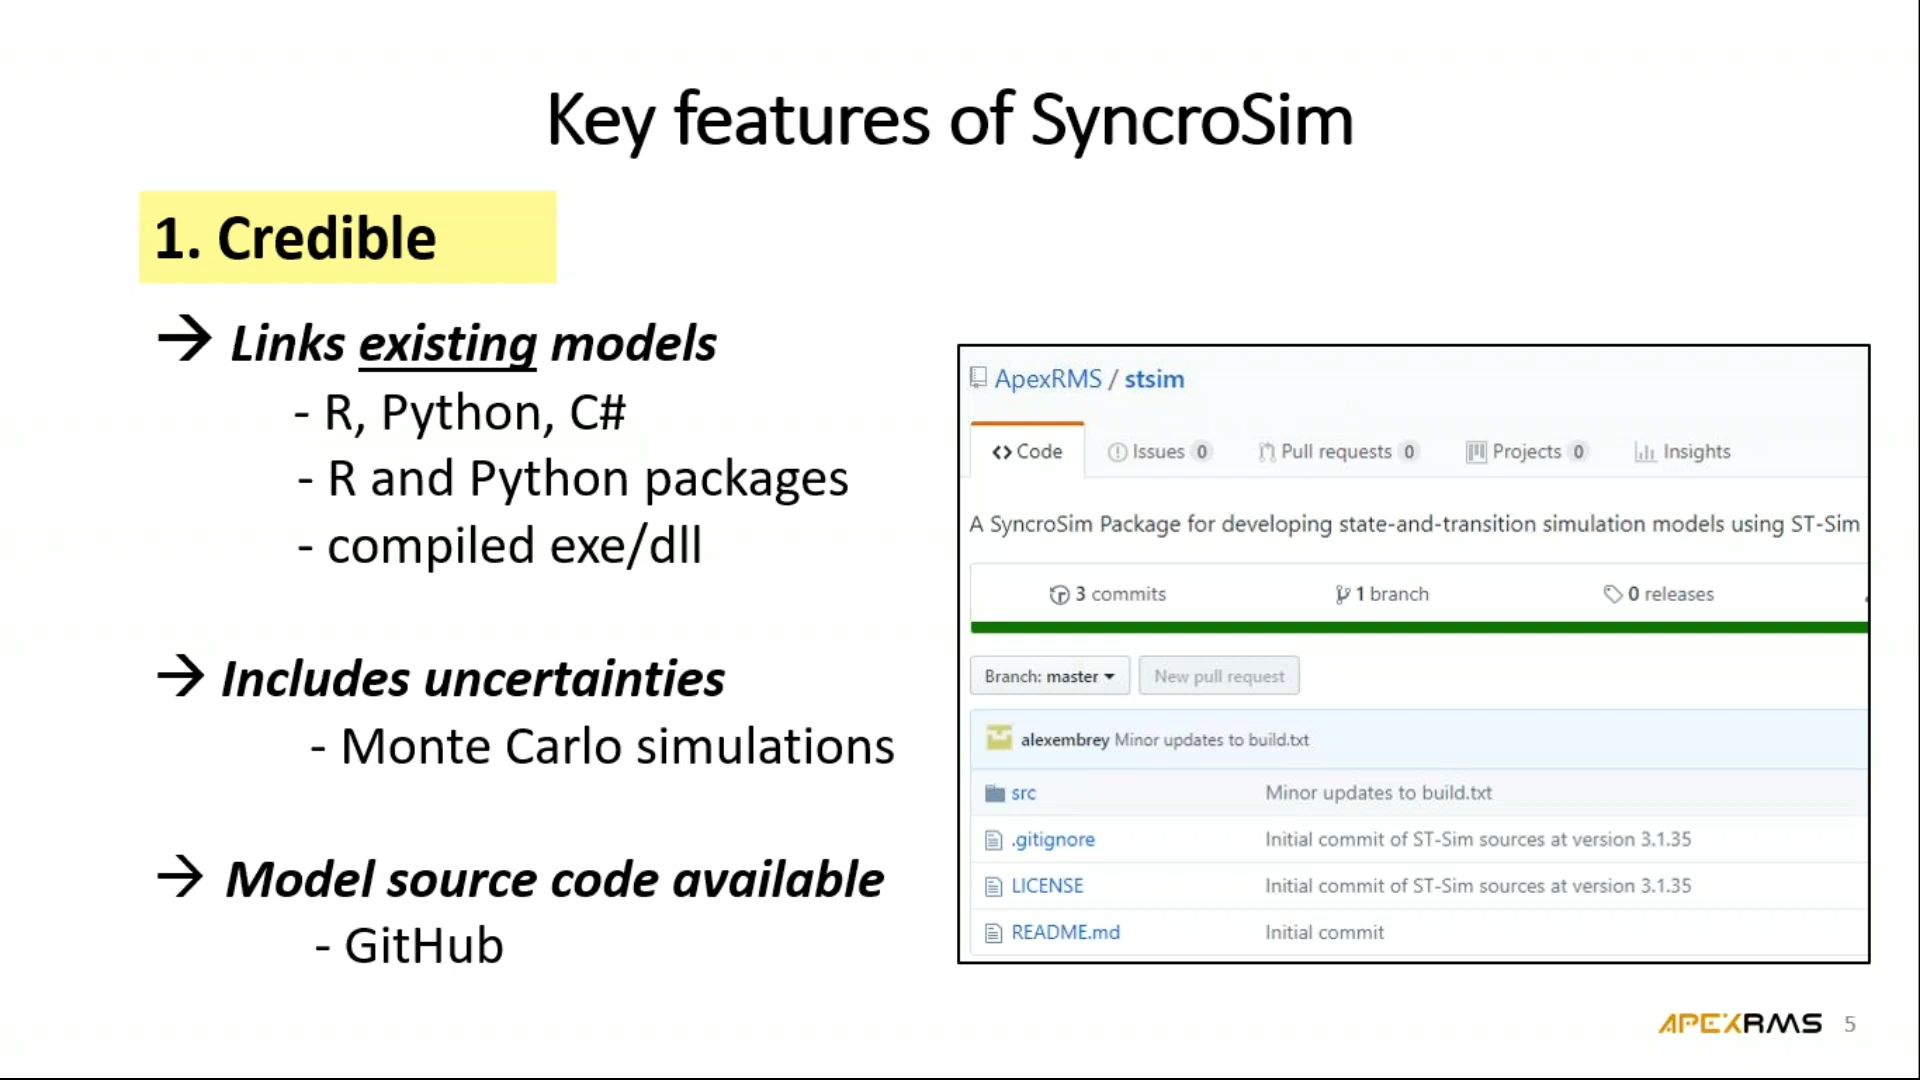 Key features of SyncroSim
1. Credible
→ Links existing models
- R, Python, C#
- R and Python packages
- compiled exe/dll
→ Includes uncertainties
- Monte Carlo simulations
→ Model source code available
- GitHub
ApexRMS / stsim
<> Code Issues 0 Pull requests 0 Projects 0 Insights
A SyncroSim Package for developing state-and-transition simulation models using ST-Sim
3 commits 1 branch 0 releases
Branch: master New pull request
alexembrey Minor updates to build.txt
src Minor updates to build.txt
.gitignore Initial commit of ST-Sim sources at version 3.1.35
LICENSE Initial commit of ST-Sim sources at version 3.1.35
README.md Initial commit
APEXRMS 5